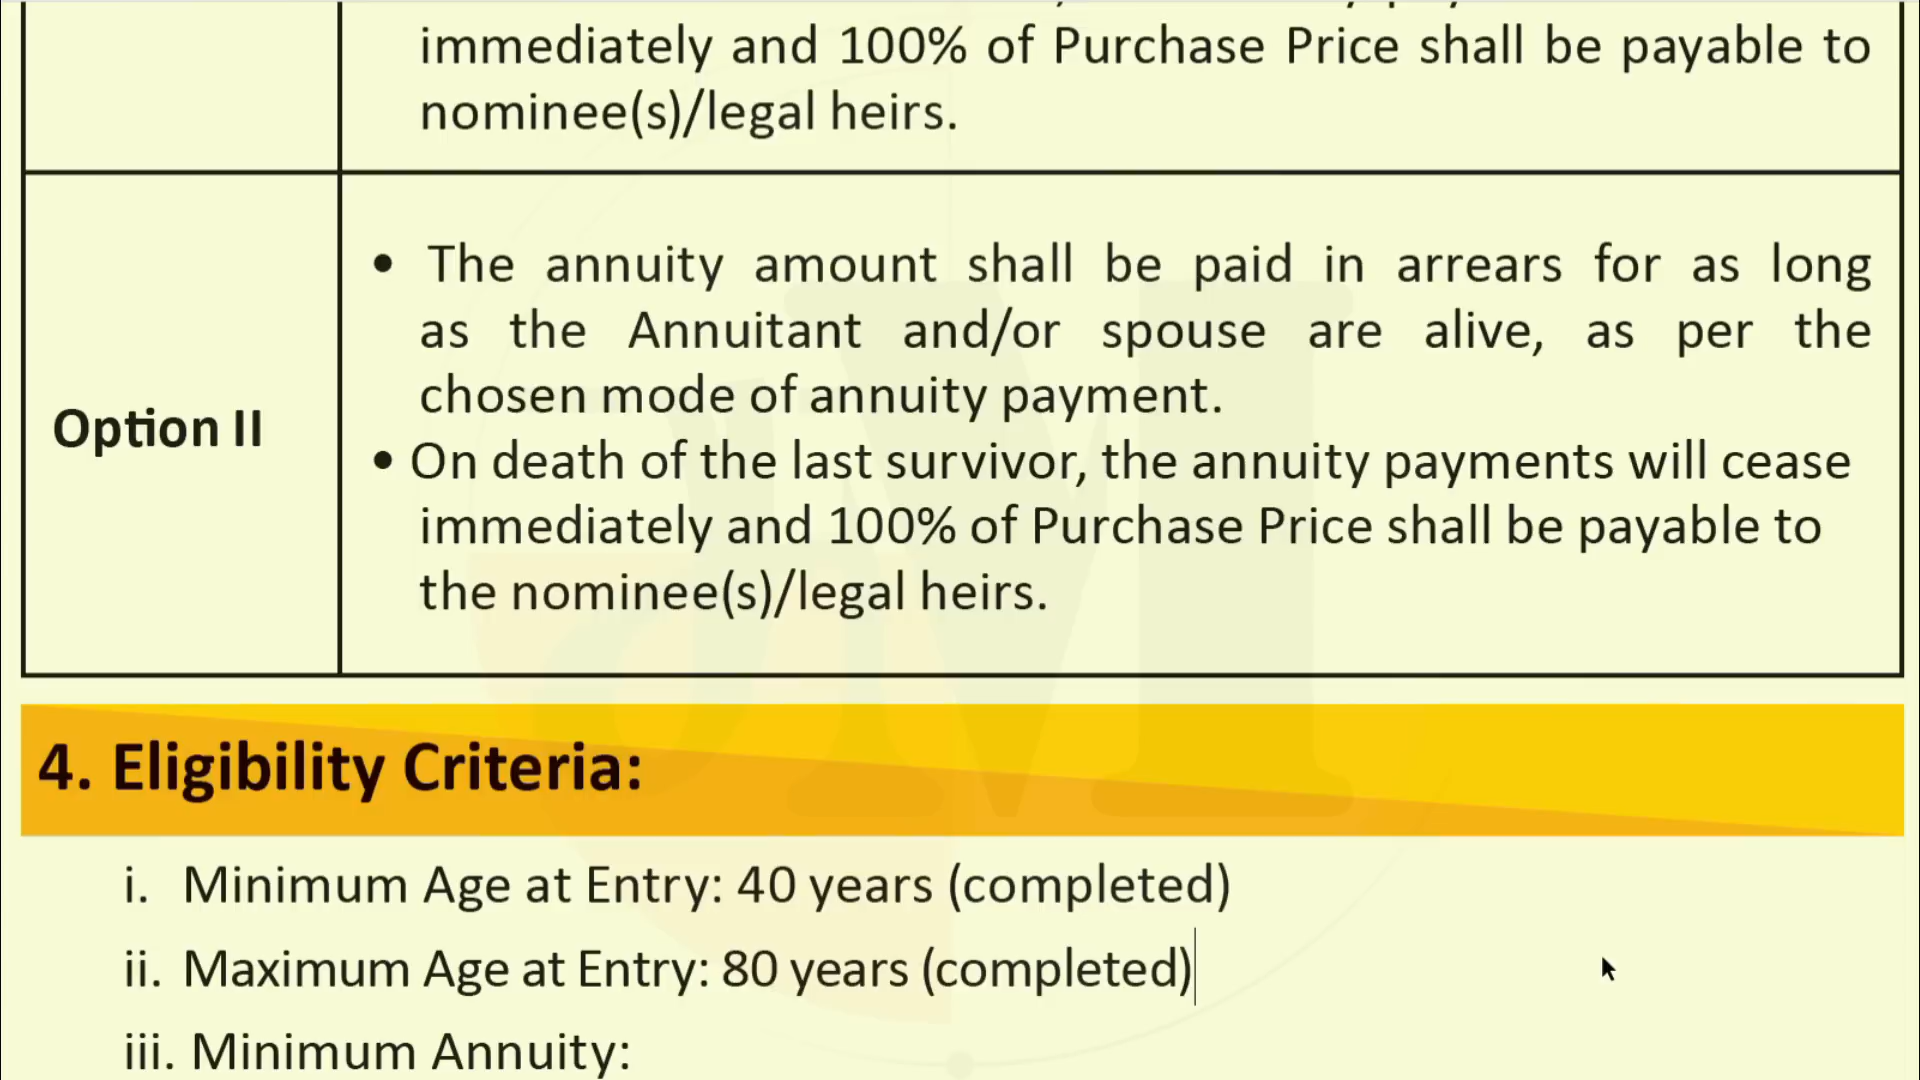 immediately and 100% of Purchase Price shall be payable to
nominee(s)/legal heirs.
Option II
• The annuity amount shall be paid in arrears for as long
as the Annuitant and/or spouse are alive, as per the
chosen mode of annuity payment.
• On death of the last survivor, the annuity payments will cease
immediately and 100% of Purchase Price shall be payable to
the nominee(s)/legal heirs.
4. Eligibility Criteria:
i. Minimum Age at Entry: 40 years (completed)
ii. Maximum Age at Entry: 80 years (completed)
iii. Minimum Annuity: